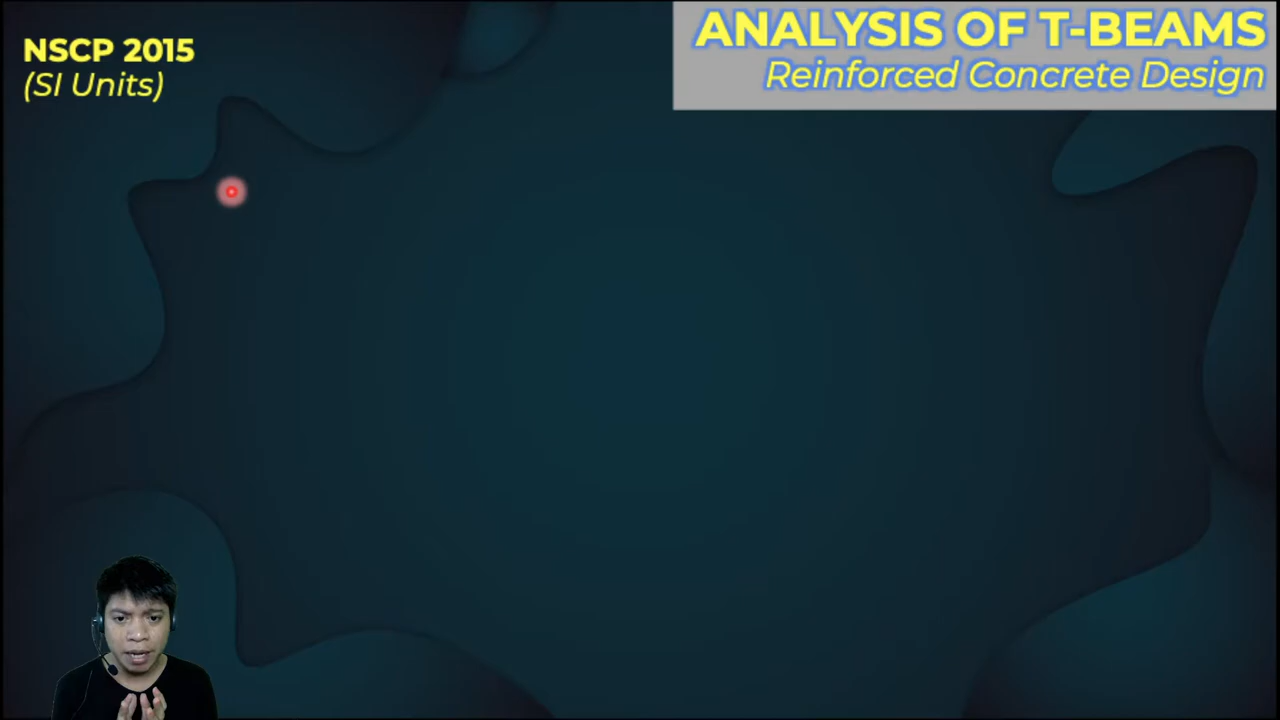 NSCP 2015
(SI Units)
ANALYSIS OF T-BEAMS
Reinforced Concrete Design